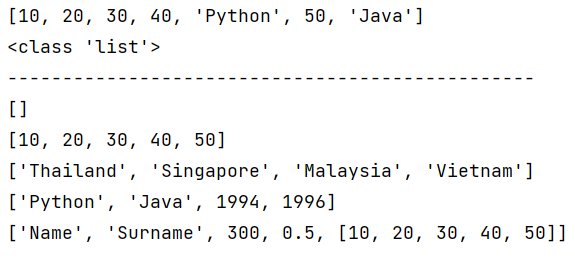 [10, 20, 30, 40, 'Python', 50, 'Java']
<class 'list'>
------------------------------------------------
[]
[10, 20, 30, 40, 50]
['Thailand', 'Singapore', 'Malaysia', 'Vietnam']
['Python', 'Java', 1994, 1996]
['Name', 'Surname', 300, 0.5, [10, 20, 30, 40, 50]]